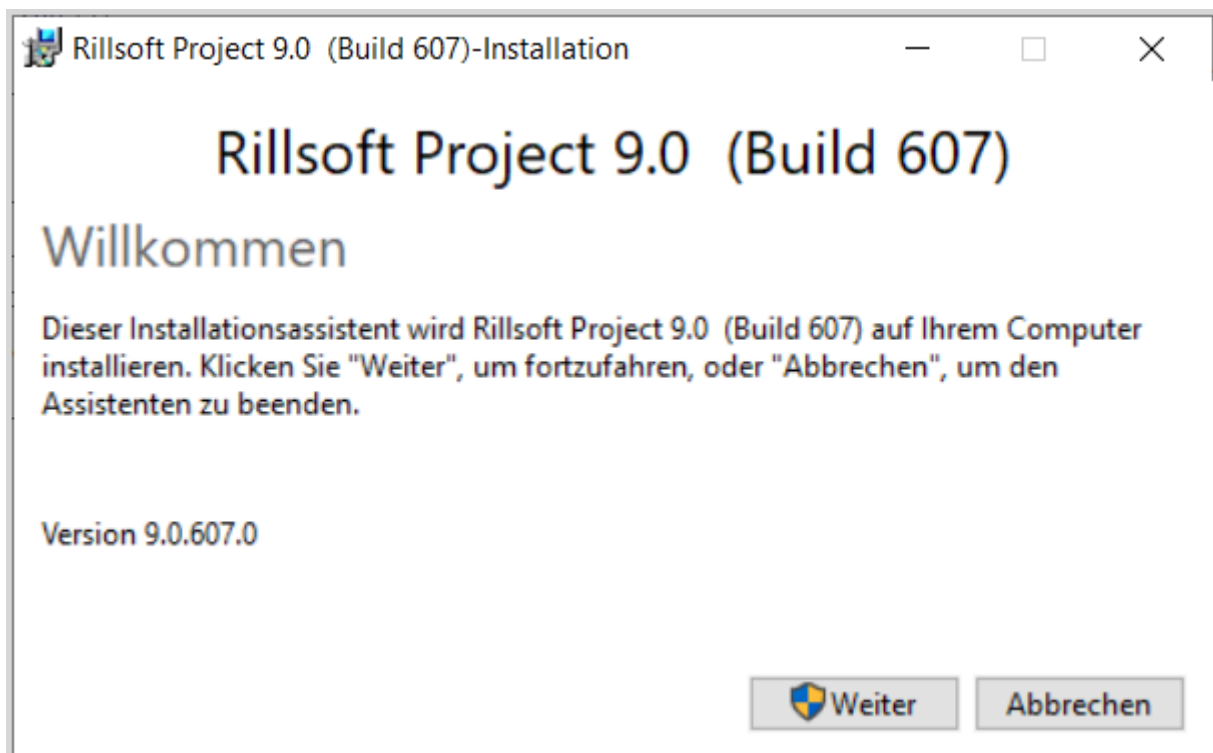 Rillsoft Project 9.0  (Build 607)-Installation
Rillsoft Project 9.0  (Build 607)
Willkommen
Dieser Installationsassistent wird Rillsoft Project 9.0  (Build 607) auf Ihrem Computer
installieren. Klicken Sie "Weiter", um fortzufahren, oder "Abbrechen", um den
Assistenten zu beenden.
Version 9.0.607.0
Weiter
Abbrechen